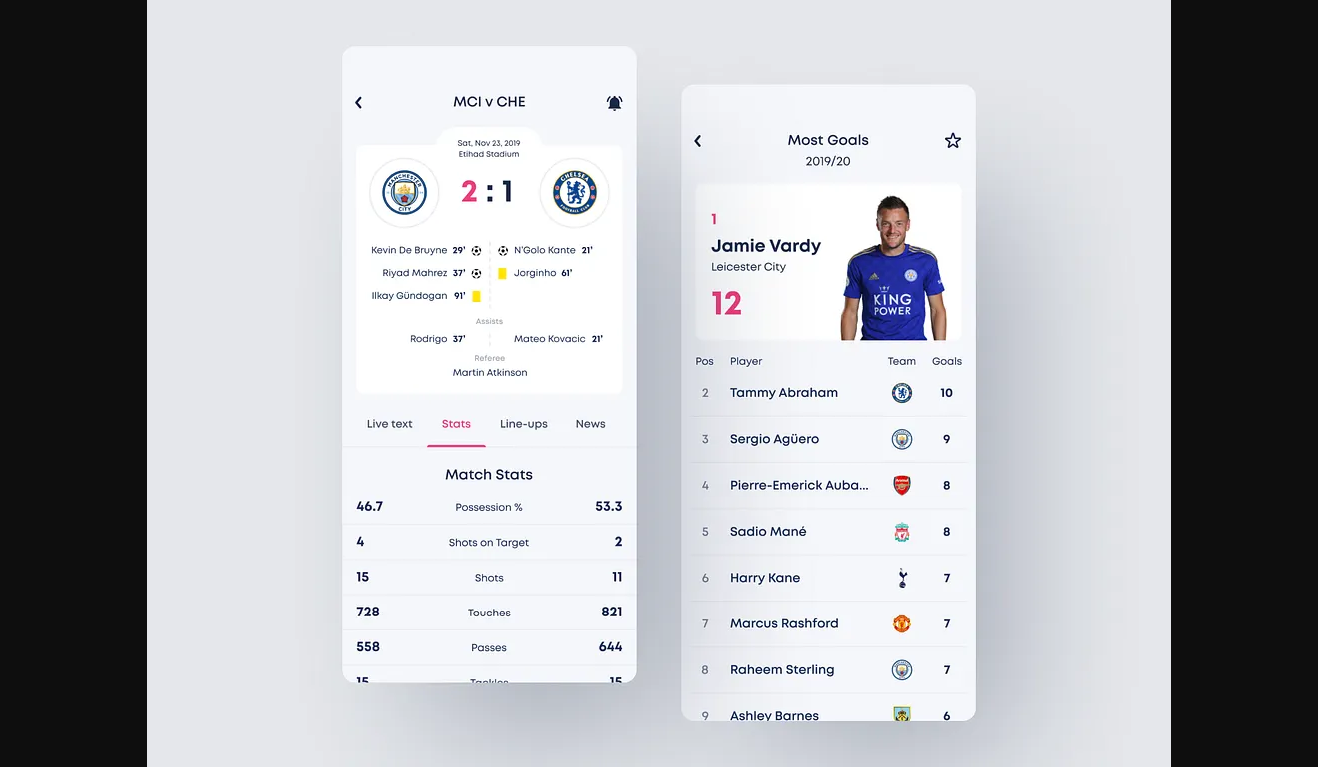 MCI v CHE
Sat, Nov 23, 2019
Etihad Stadium
MANCHESTER
CITY
2 : 1
CHELSEA
FOOTBALL CLUB
Kevin De Bruyne 29' N'Golo Kante 21'
Riyad Mahrez 37' Jorginho 61'
Ilkay Gündogan 91'
Assists
Rodrigo 37' Mateo Kovacic 21'
Referee
Martin Atkinson
Live text Stats Line-ups News
Match Stats
46.7 Possession % 53.3
4 Shots on Target 2
15 Shots 11
728 Touches 821
558 Passes 644
15 Tackles 15
Most Goals
2019/20
1
Jamie Vardy
Leicester City
12
KING
POWER
Pos Player Team Goals
2 Tammy Abraham 10
3 Sergio Agüero 9
4 Pierre-Emerick Auba... 8
5 Sadio Mané 8
6 Harry Kane 7
7 Marcus Rashford 7
8 Raheem Sterling 7
9 Ashley Barnes 6